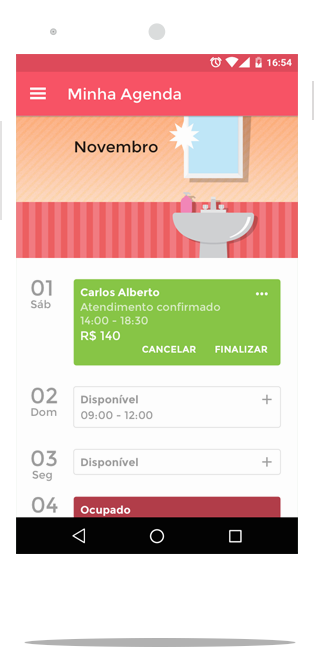 16:54
Minha Agenda
Novembro
01
Sáb
Carlos Alberto
Atendimento confirmado
14:00 - 18:30
R$ 140
CANCELAR FINALIZAR
02
Dom
Disponível
09:00 - 12:00
03
Seg
Disponível
04
Ocupado